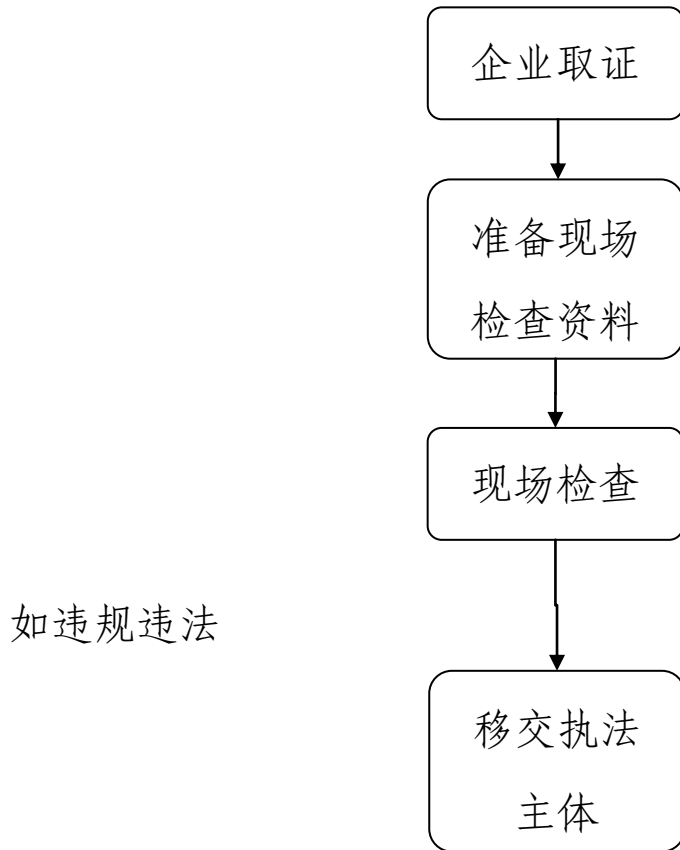 企业取证
准备现场
检查资料
现场检查
如违规违法
移交执法
主体